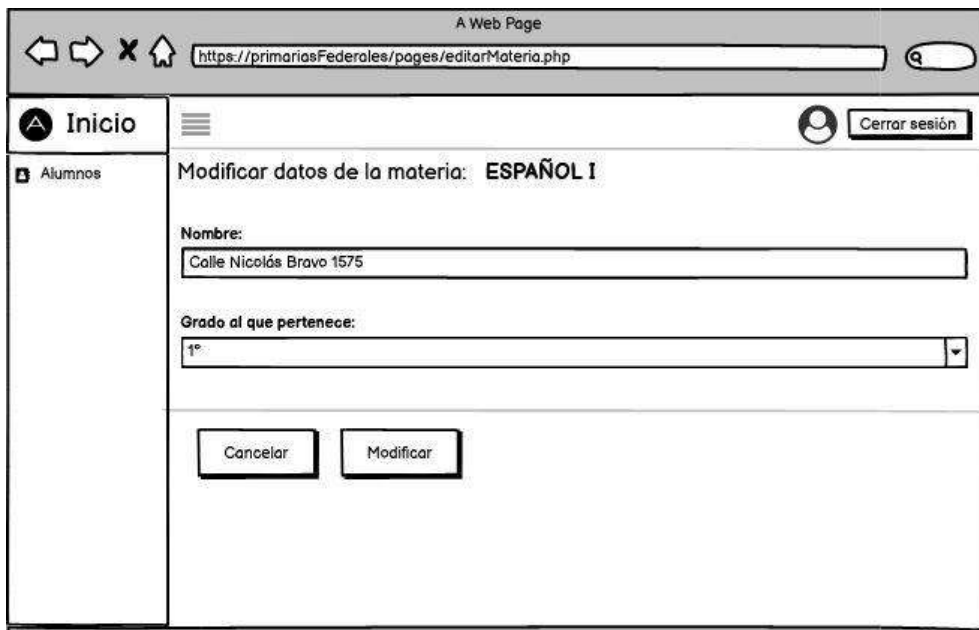 A Web Page
https://primariasFederales/pages/editarMateria.php
A Inicio
Cerrar sesión
Alumnos
Modificar datos de la materia: ESPAÑOL I
Nombre:
Calle Nicolás Bravo 1575
Grado al que pertenece:
1°
Cancelar
Modificar